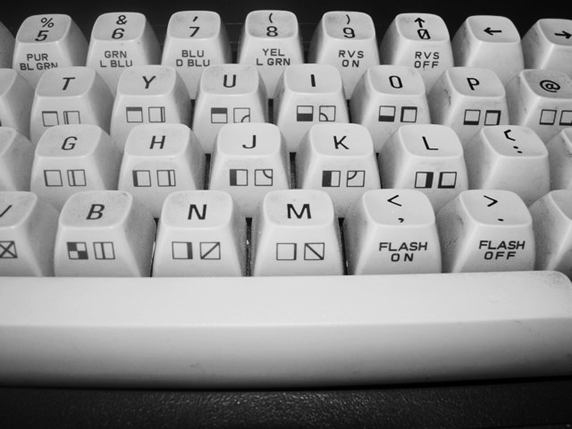 % & ' ( ) ↑ ← →
5 6 7 8 9 0
PUR GRN BLU YEL RVS RVS
BL GRN L BLU D BLU L GRN ON OFF
T Y U I O P @
G H J K L [ :
V B N M < , > .
FLASH ON FLASH OFF